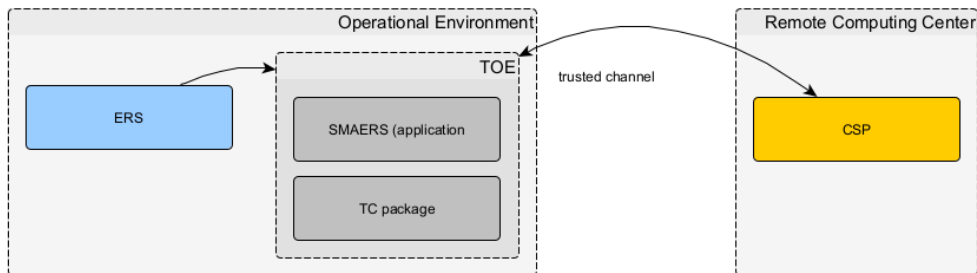 Operational Environment
Remote Computing Center
TOE
trusted channel
ERS
SMAERS (application
CSP
TC package